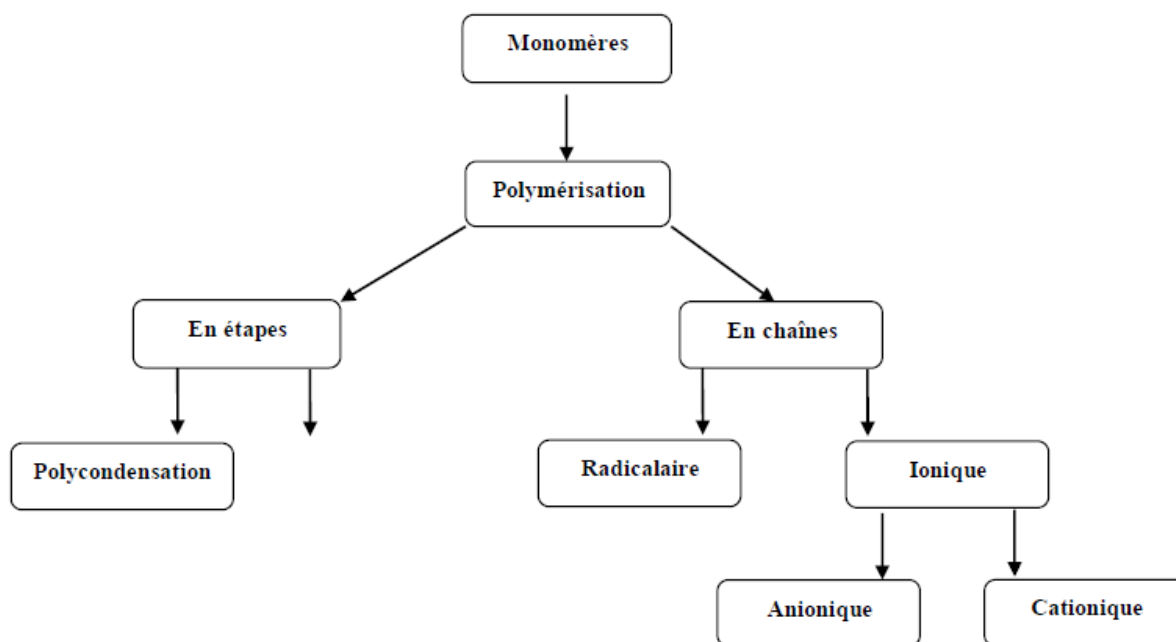 Monomères
Polymérisation
En étapes
En chaînes
Polycondensation
Radicalaire
Ionique
Anionique
Cationique